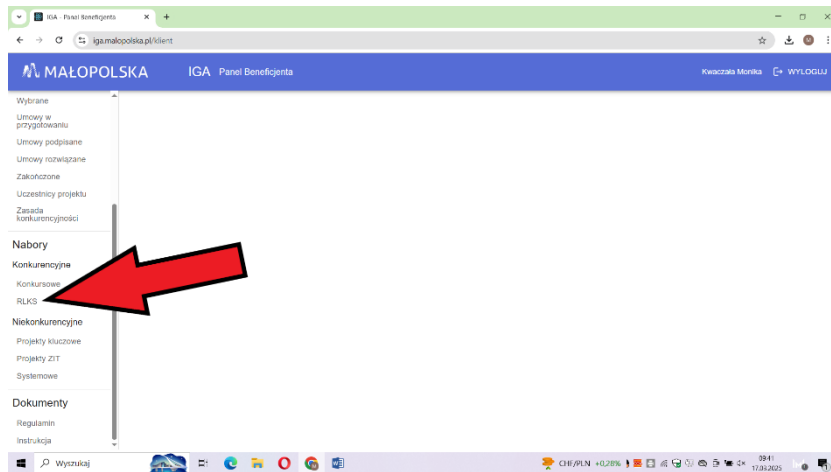 IGA - Panel Beneficjenta
iga.malopolska.pl/klient
MAŁOPOLSKA
IGA Panel Beneficjenta
Kwaczała Monika
WYLOGUJ
Wybrane
Umowy w
przygotowaniu
Umowy podpisane
Umowy rozwiązane
Zakończone
Uczestnicy projektu
Zasada
konkurencyjności
Nabory
Konkurencyjne
Konkursowe
RLKS
Niekonkurencyjne
Projekty kluczowe
Projekty ZIT
Systemowe
Dokumenty
Regulamin
Instrukcja
Wyszukaj
CHF/PLN +0,28%
09:41
17.03.2025